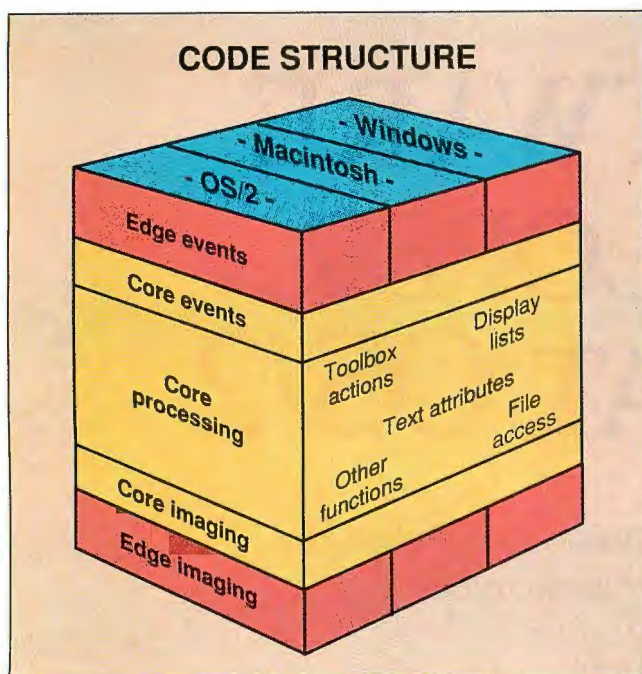 CODE STRUCTURE
- Windows -
- Macintosh -
- OS/2 -
Edge events
Core events
Core
processing
Core imaging
Edge imaging
Toolbox
actions
Display
lists
Text attributes
File
access
Other
functions